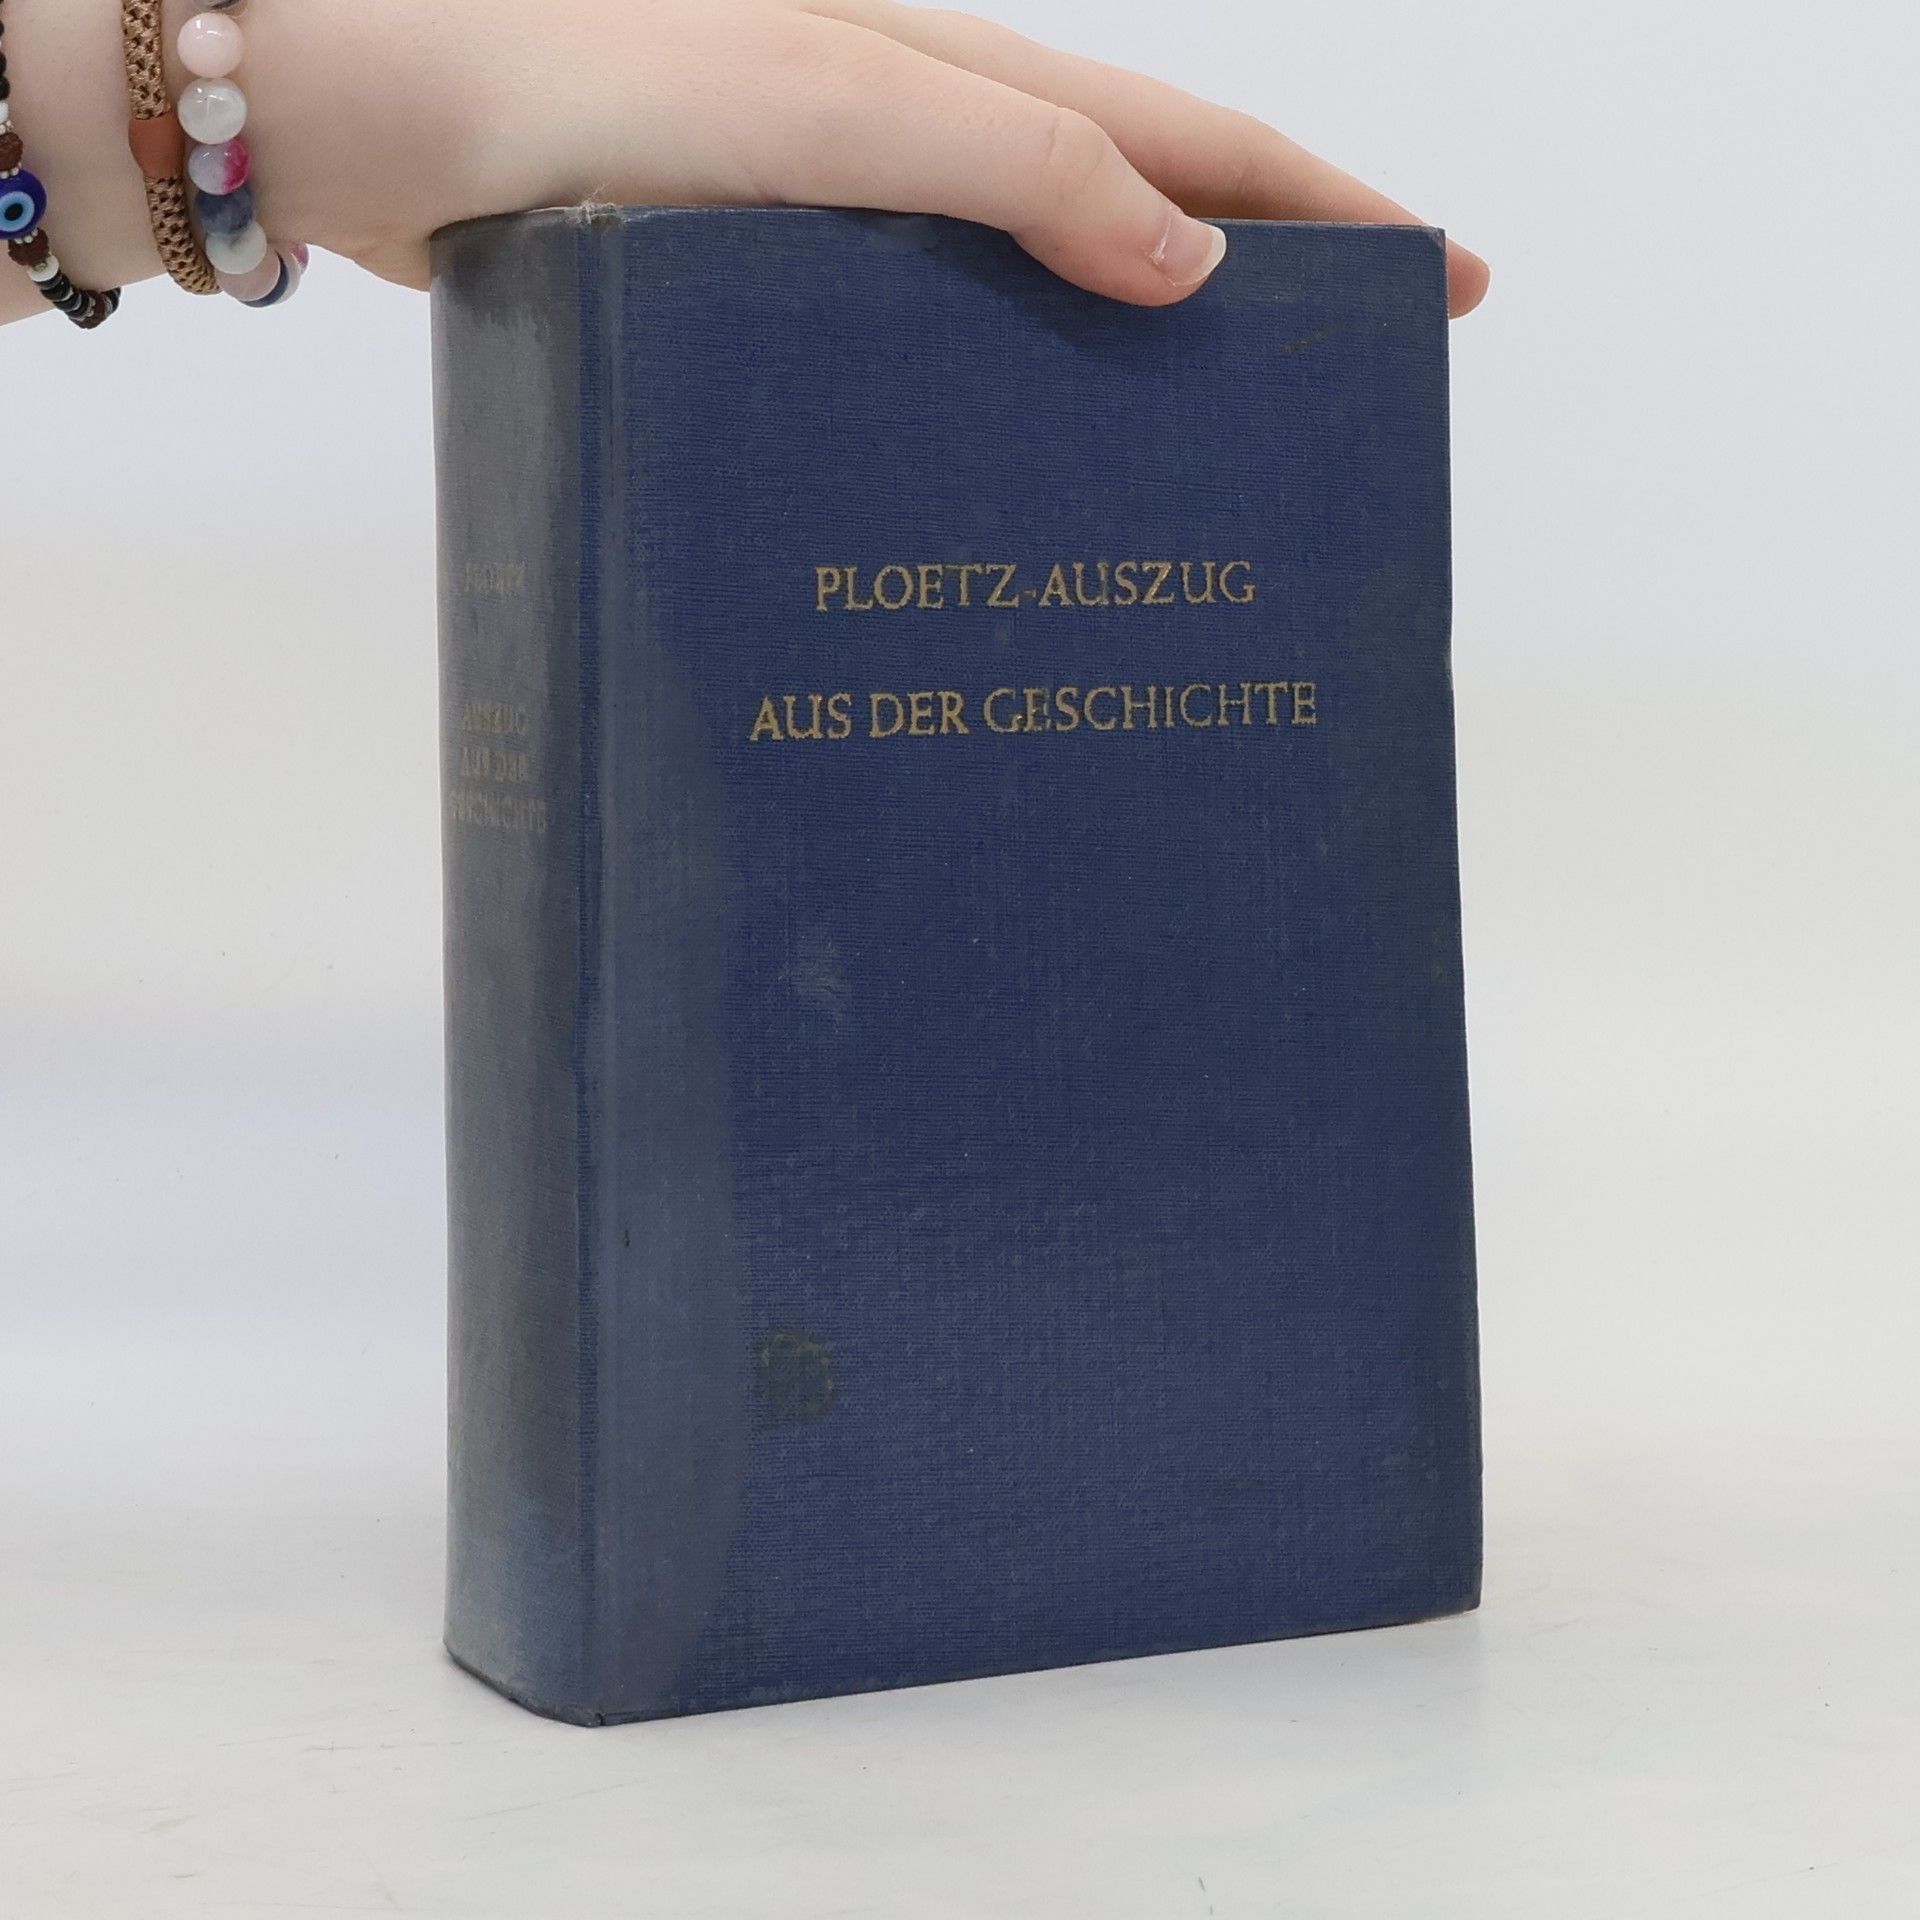 PLOETZ
AUSZUG
AUS DER
GESCHICHTE
PLOETZ-AUSZUG
AUS DER GESCHICHTE